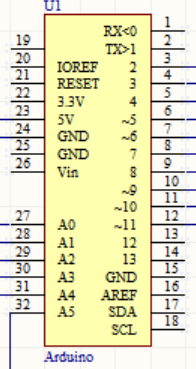 U1
RX<0 1
TX>1 2
19 2 3
20 IOREF 3 4
21 RESET 4 5
22 3.3V ~5 6
23 5V ~6 7
24 GND 7 8
25 GND 8 9
26 Vin ~9 10
~10 11
27 A0 ~11 12
28 A1 12 13
29 A2 13 14
30 A3 GND 15
31 A4 AREF 16
32 A5 SDA 17
SCL 18
Arduino